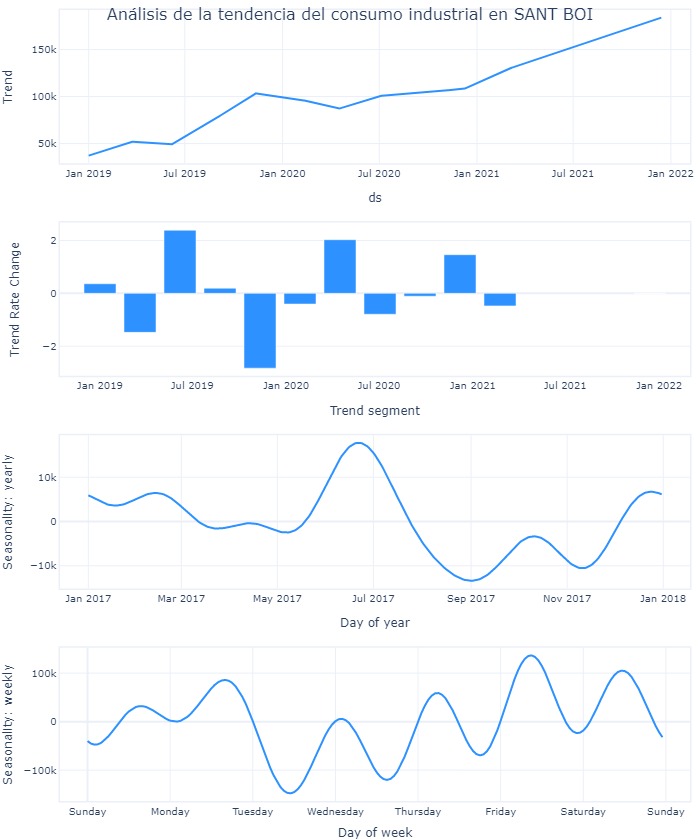 Análisis de la tendencia del consumo industrial en SANT BOI
Trend
150k
100k
50k
Jan 2019 Jul 2019 Jan 2020 Jul 2020 Jan 2021 Jul 2021 Jan 2022
ds
Trend Rate Change
2
0
−2
Jan 2019 Jul 2019 Jan 2020 Jul 2020 Jan 2021 Jul 2021 Jan 2022
Trend segment
Seasonality: yearly
10k
0
−10k
Jan 2017 Mar 2017 May 2017 Jul 2017 Sep 2017 Nov 2017 Jan 2018
Day of year
Seasonality: weekly
100k
0
−100k
Sunday Monday Tuesday Wednesday Thursday Friday Saturday Sunday
Day of week